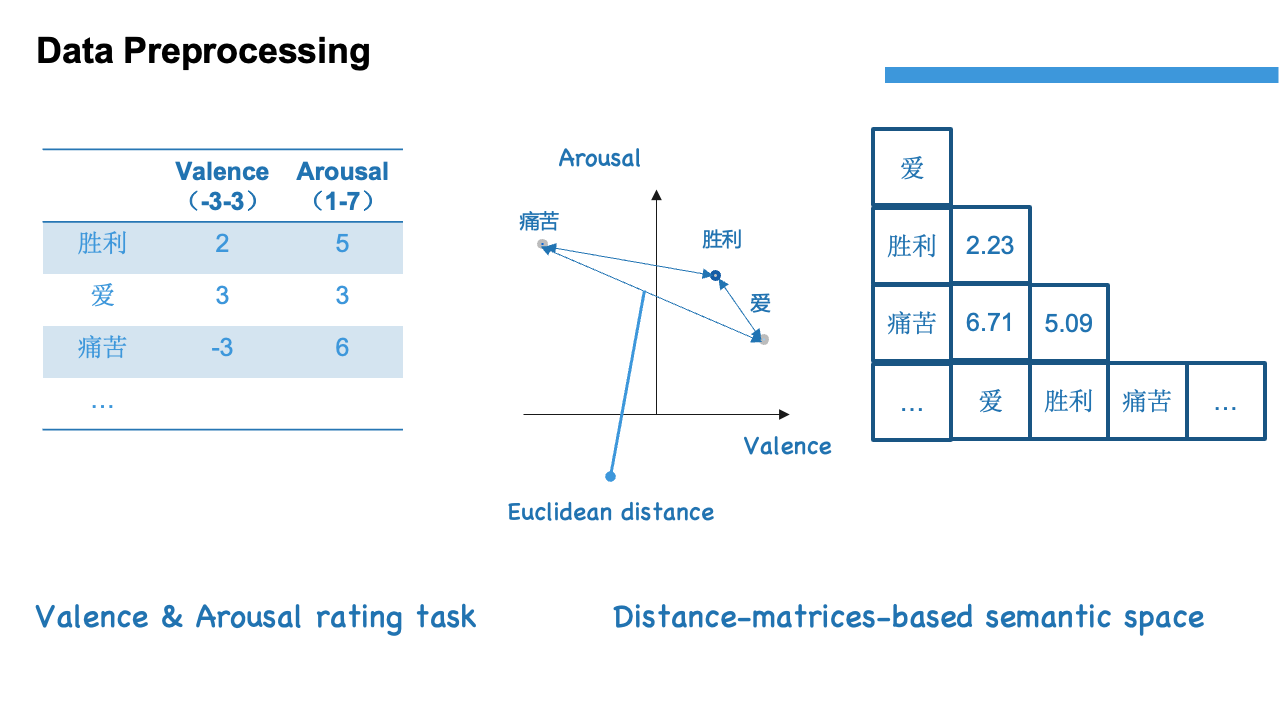 Data Preprocessing
Valence Arousal
（-3-3） （1-7）
胜利 2 5
爱 3 3
痛苦 -3 6
…
Arousal
痛苦
胜利
爱
Valence
Euclidean distance
爱
胜利 2.23
痛苦 6.71 5.09
… 爱 胜利 痛苦 …
Valence & Arousal rating task
Distance-matrices-based semantic space